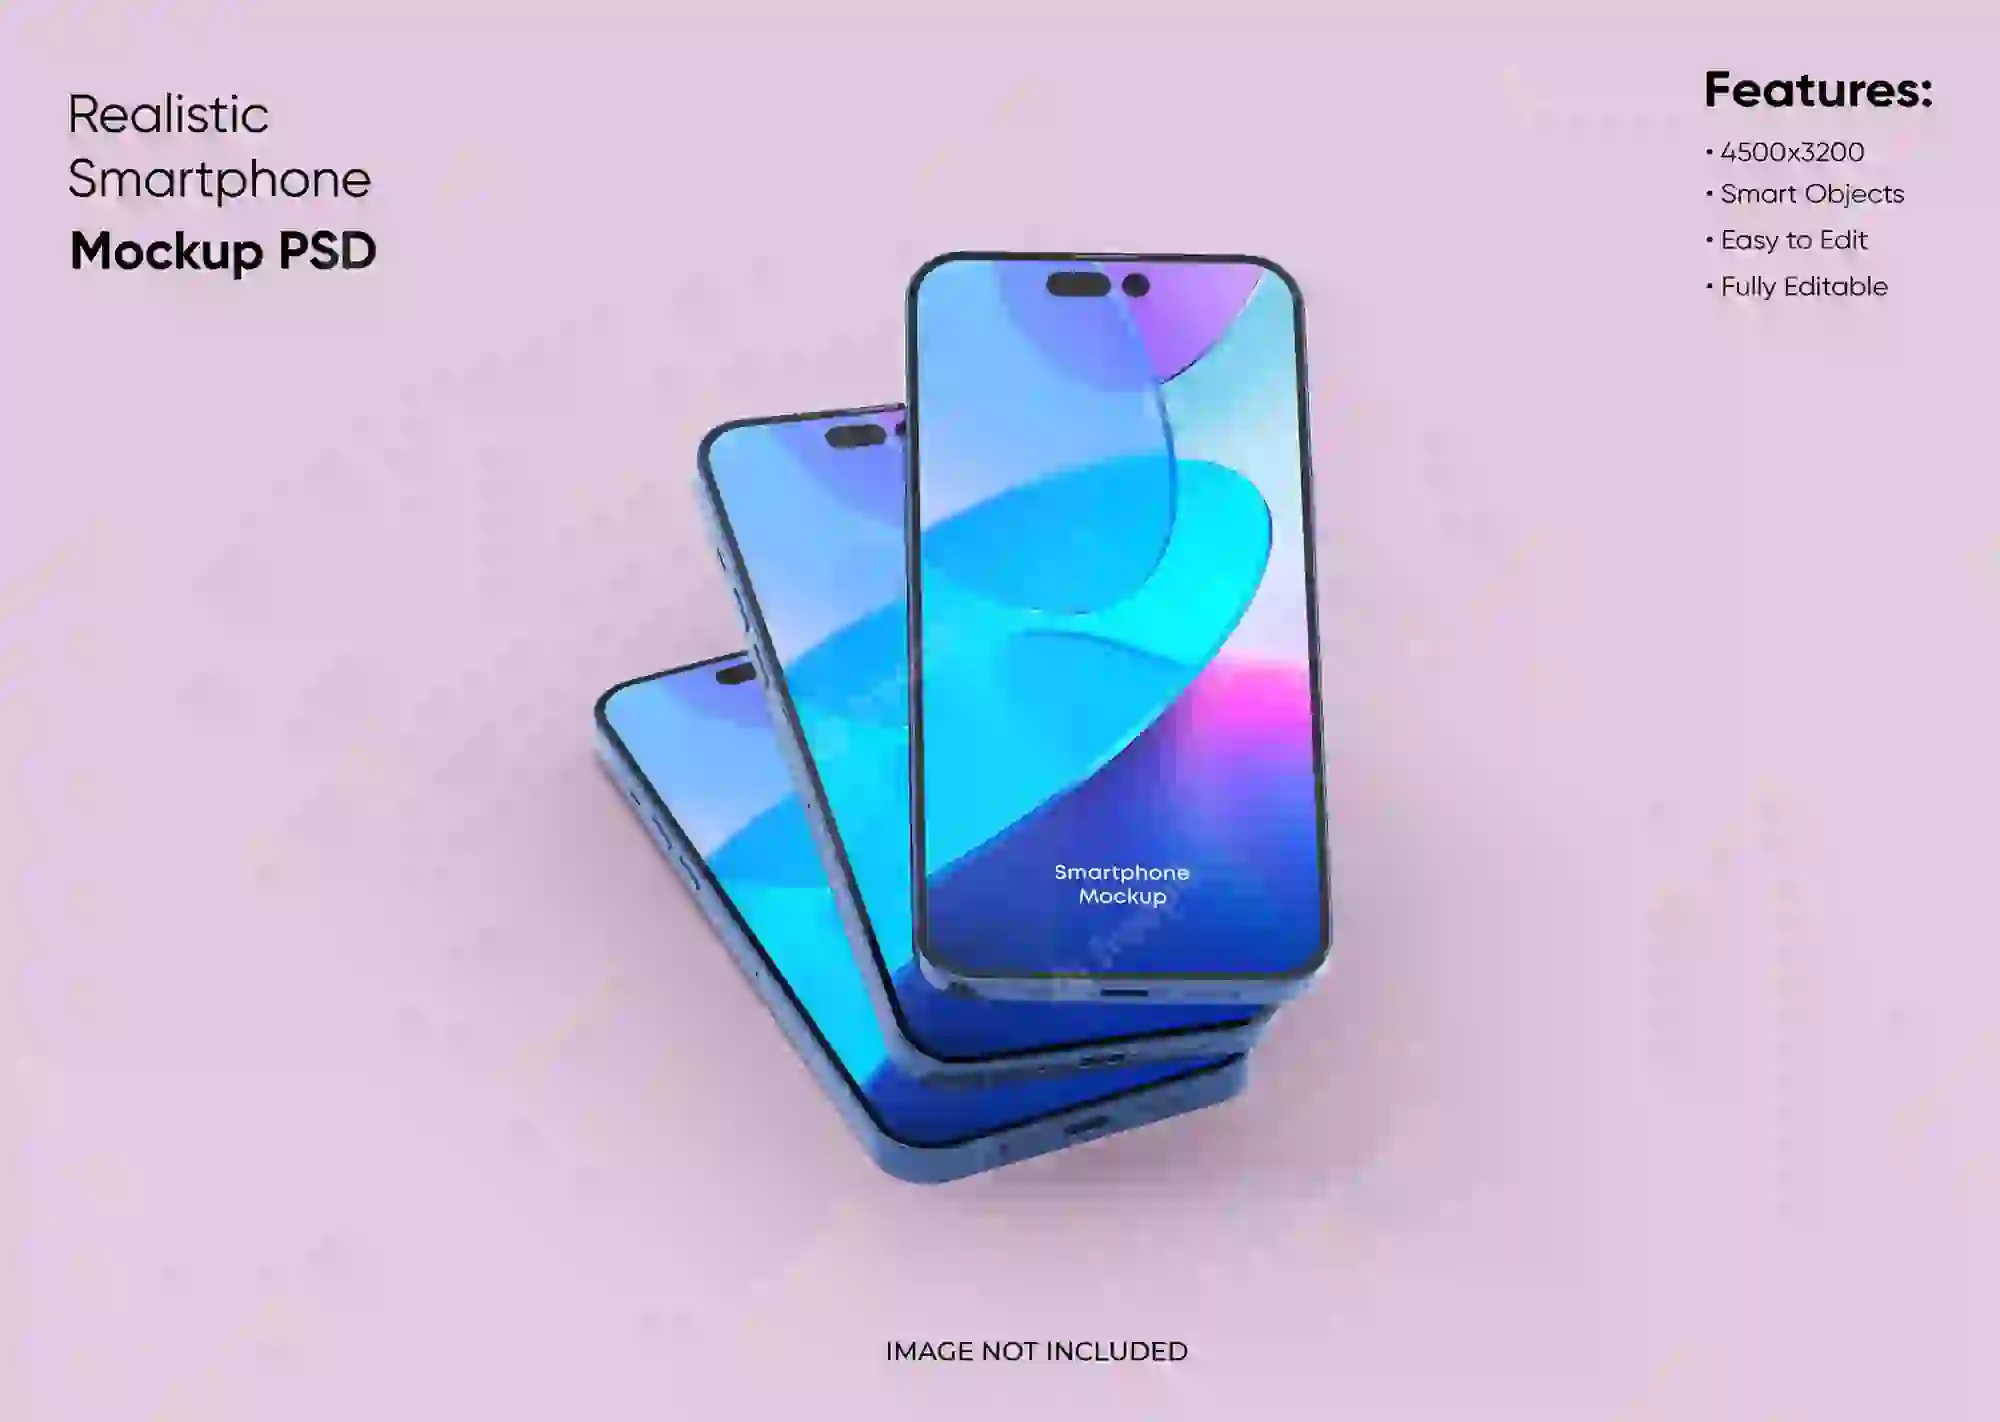 Realistic
Smartphone
Mockup PSD
Features:
• 4500x3200
• Smart Objects
• Easy to Edit
• Fully Editable
Smartphone
Mockup
IMAGE NOT INCLUDED